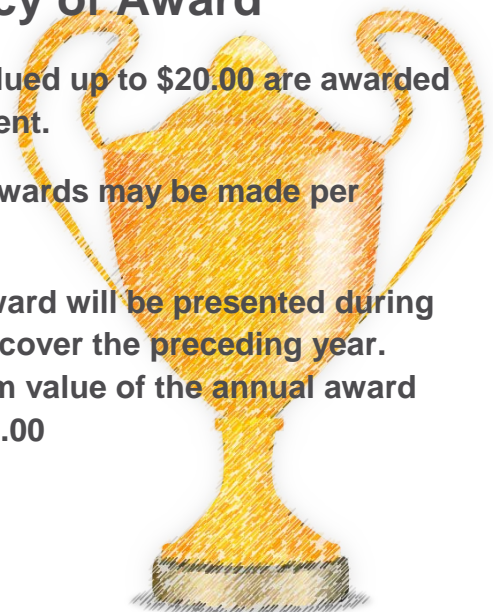 cy of Award
lued up to $20.00 are awarded
ent.
wards may be made per
ward will be presented during
cover the preceding year.
m value of the annual award
.00